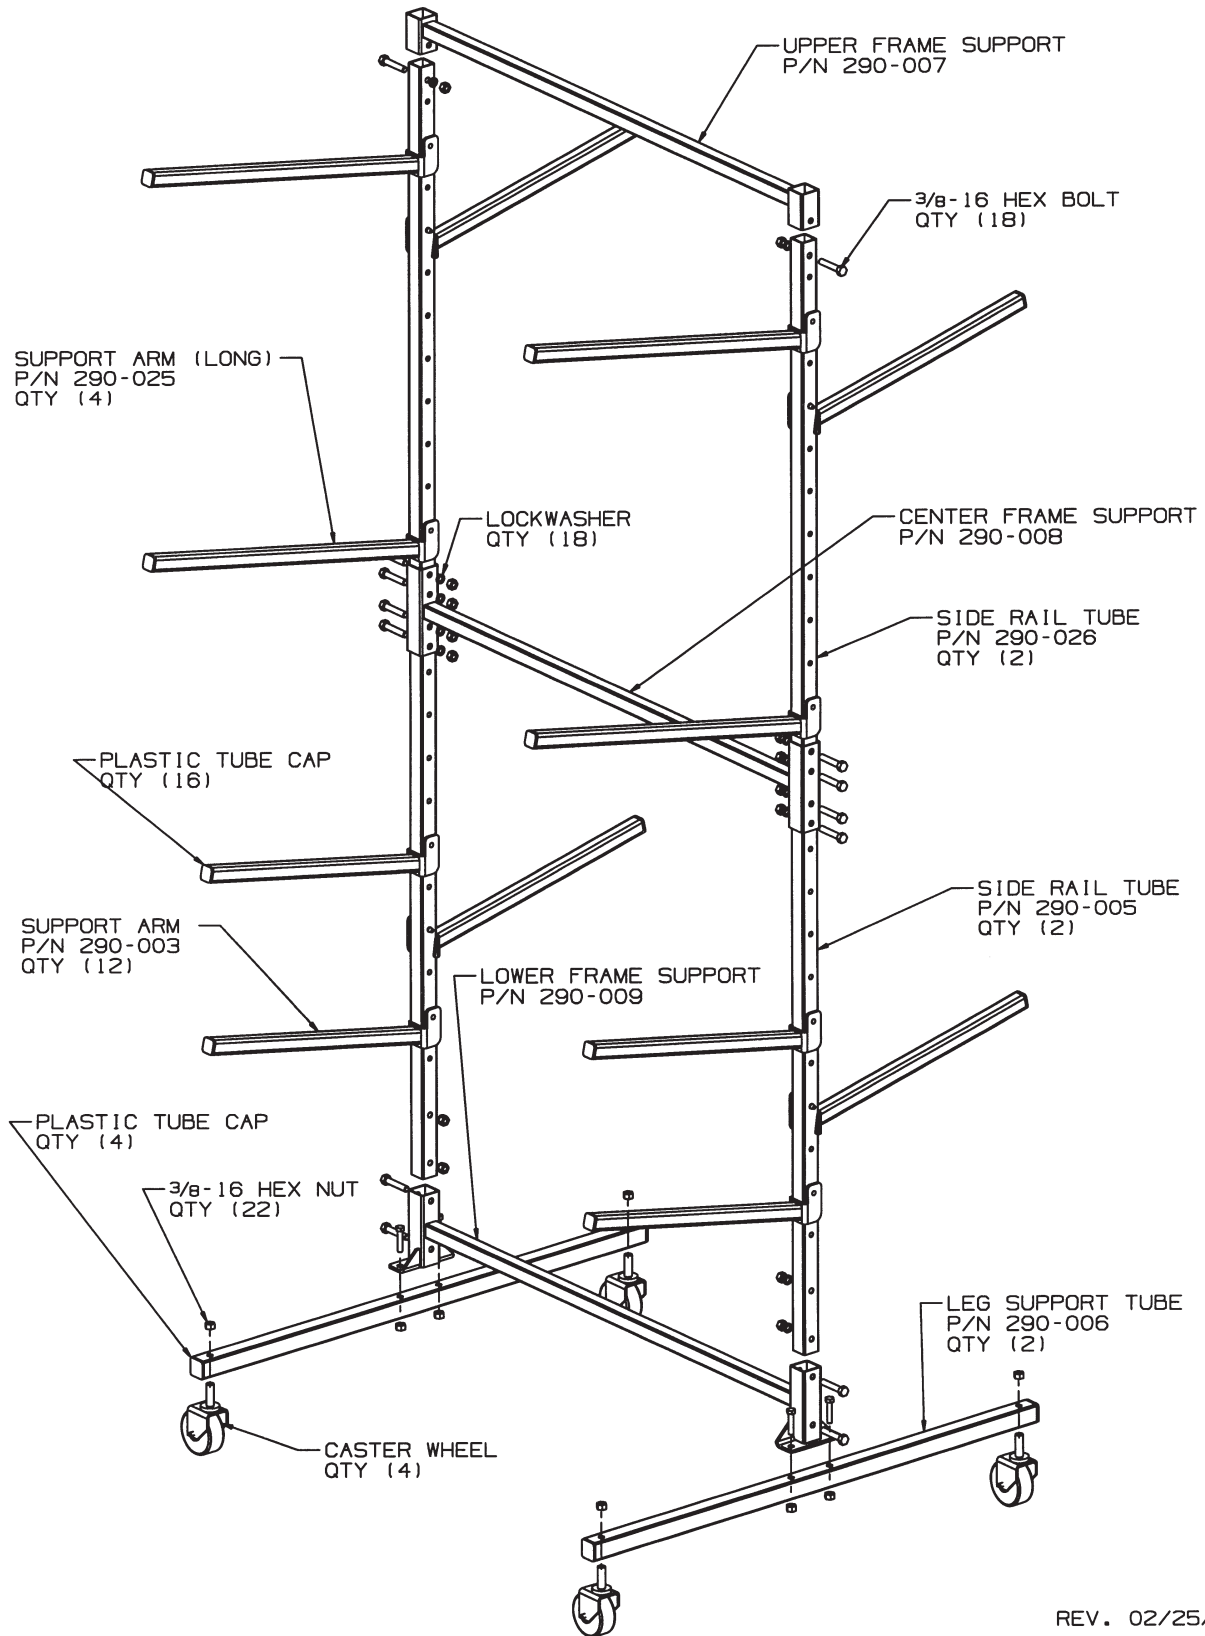 UPPER FRAME SUPPORT
P/N 290-007
3/8-16 HEX BOLT
QTY (18)
SUPPORT ARM (LONG)
P/N 290-025
QTY (4)
LOCKWASHER
QTY (18)
CENTER FRAME SUPPORT
P/N 290-008
SIDE RAIL TUBE
P/N 290-026
QTY (2)
PLASTIC TUBE CAP
QTY (16)
SIDE RAIL TUBE
P/N 290-005
QTY (2)
SUPPORT ARM
P/N 290-003
QTY (12)
LOWER FRAME SUPPORT
P/N 290-009
PLASTIC TUBE CAP
QTY (4)
3/8-16 HEX NUT
QTY (22)
LEG SUPPORT TUBE
P/N 290-006
QTY (2)
CASTER WHEEL
QTY (4)
REV. 02/25/